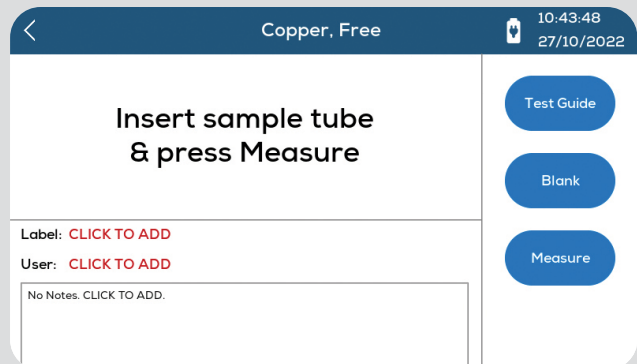 Copper, Free
10:43:48
27/10/2022
Insert sample tube
& press Measure
Test Guide
Blank
Measure
Label: CLICK TO ADD
User: CLICK TO ADD
No Notes. CLICK TO ADD.